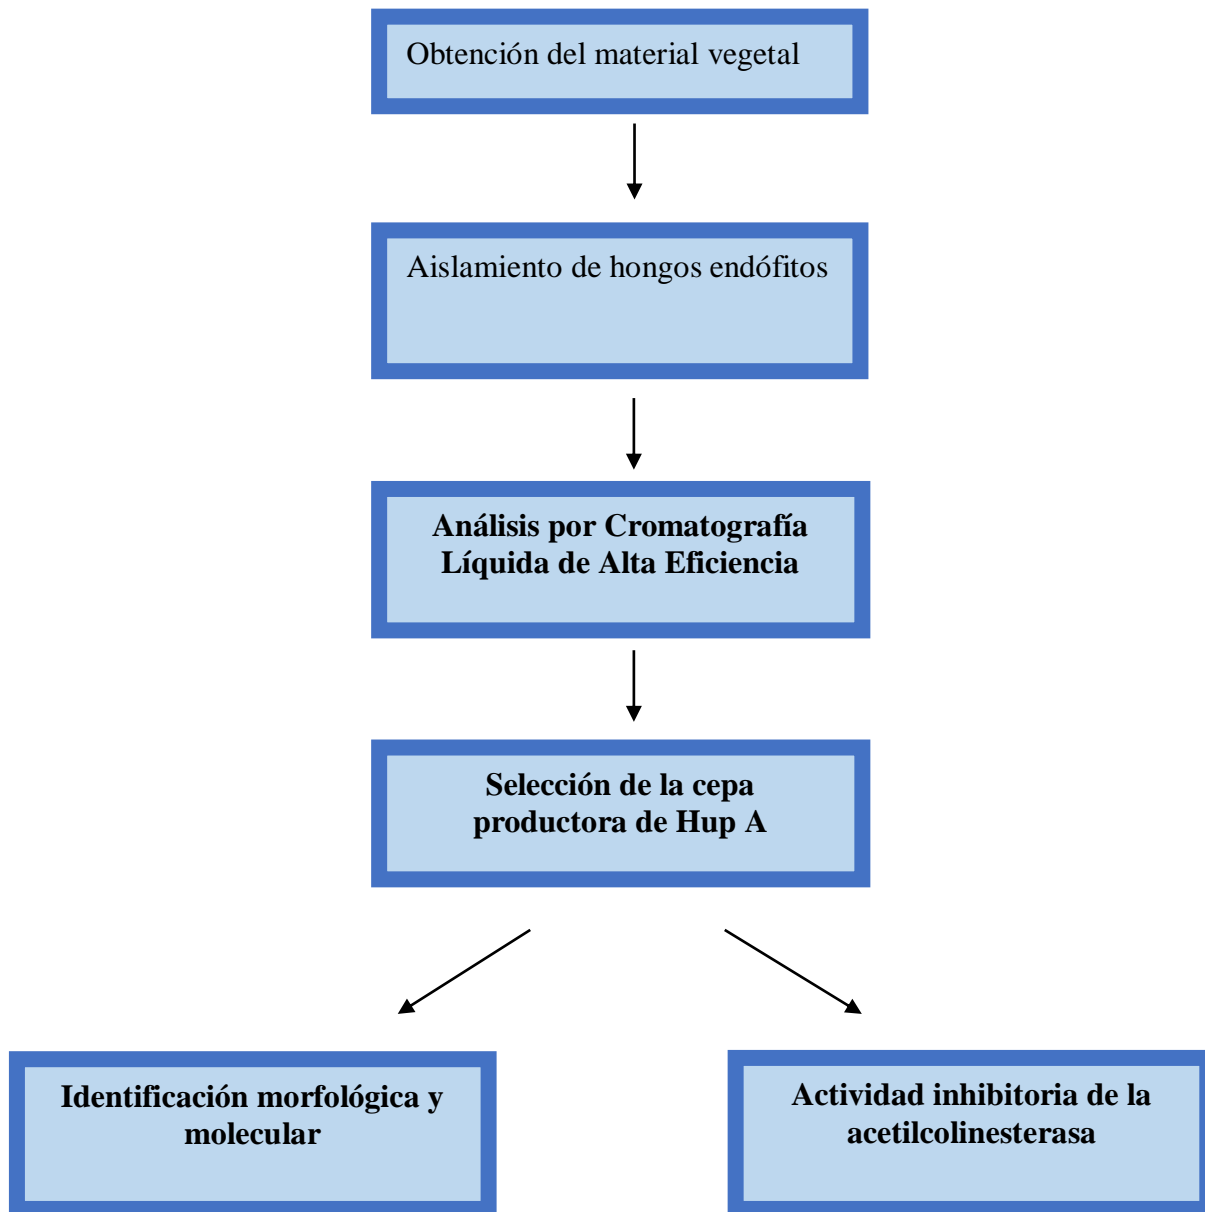 Obtención del material vegetal
Aislamiento de hongos endófitos
Análisis por Cromatografía
Líquida de Alta Eficiencia
Selección de la cepa
productora de Hup A
Identificación morfológica y
molecular
Actividad inhibitoria de la
acetilcolinesterasa